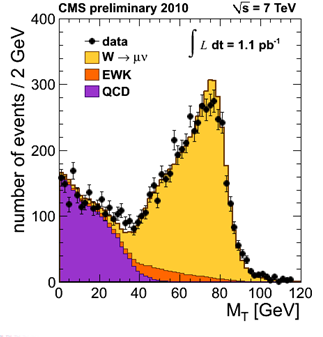 CMS preliminary 2010 √s = 7 TeV
∫ L dt = 1.1 pb⁻¹
data
W → μν
EWK
QCD
number of events / 2 GeV
400
300
200
100
0
0 20 40 60 80 100 120
M_T [GeV]